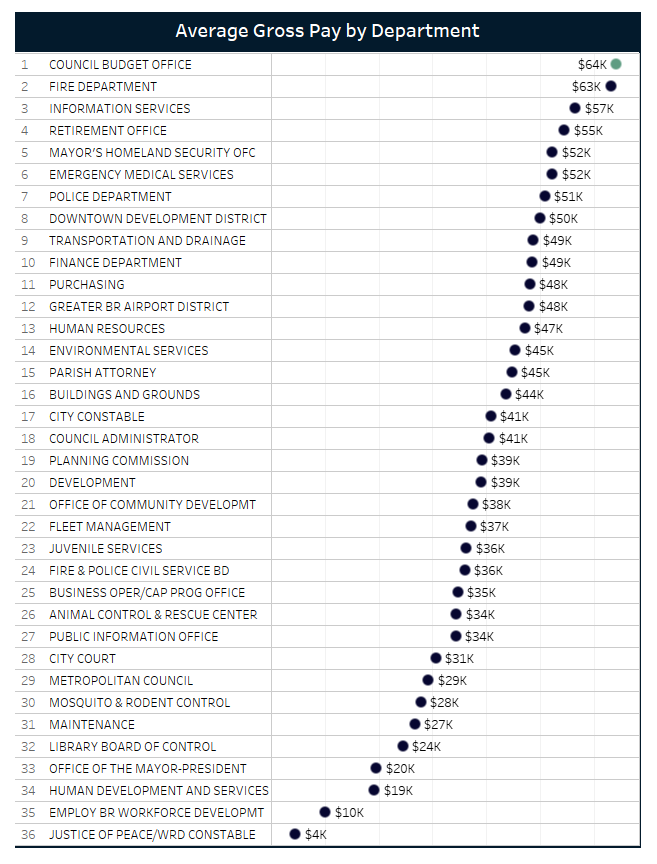 Average Gross Pay by Department
1 COUNCIL BUDGET OFFICE $64K
2 FIRE DEPARTMENT $63K
3 INFORMATION SERVICES $57K
4 RETIREMENT OFFICE $55K
5 MAYOR'S HOMELAND SECURITY OFC $52K
6 EMERGENCY MEDICAL SERVICES $52K
7 POLICE DEPARTMENT $51K
8 DOWNTOWN DEVELOPMENT DISTRICT $50K
9 TRANSPORTATION AND DRAINAGE $49K
10 FINANCE DEPARTMENT $49K
11 PURCHASING $48K
12 GREATER BR AIRPORT DISTRICT $48K
13 HUMAN RESOURCES $47K
14 ENVIRONMENTAL SERVICES $45K
15 PARISH ATTORNEY $45K
16 BUILDINGS AND GROUNDS $44K
17 CITY CONSTABLE $41K
18 COUNCIL ADMINISTRATOR $41K
19 PLANNING COMMISSION $39K
20 DEVELOPMENT $39K
21 OFFICE OF COMMUNITY DEVELOPMT $38K
22 FLEET MANAGEMENT $37K
23 JUVENILE SERVICES $36K
24 FIRE & POLICE CIVIL SERVICE BD $36K
25 BUSINESS OPER/CAP PROG OFFICE $35K
26 ANIMAL CONTROL & RESCUE CENTER $34K
27 PUBLIC INFORMATION OFFICE $34K
28 CITY COURT $31K
29 METROPOLITAN COUNCIL $29K
30 MOSQUITO & RODENT CONTROL $28K
31 MAINTENANCE $27K
32 LIBRARY BOARD OF CONTROL $24K
33 OFFICE OF THE MAYOR-PRESIDENT $20K
34 HUMAN DEVELOPMENT AND SERVICES $19K
35 EMPLOY BR WORKFORCE DEVELOPMT $10K
36 JUSTICE OF PEACE/WRD CONSTABLE $4K